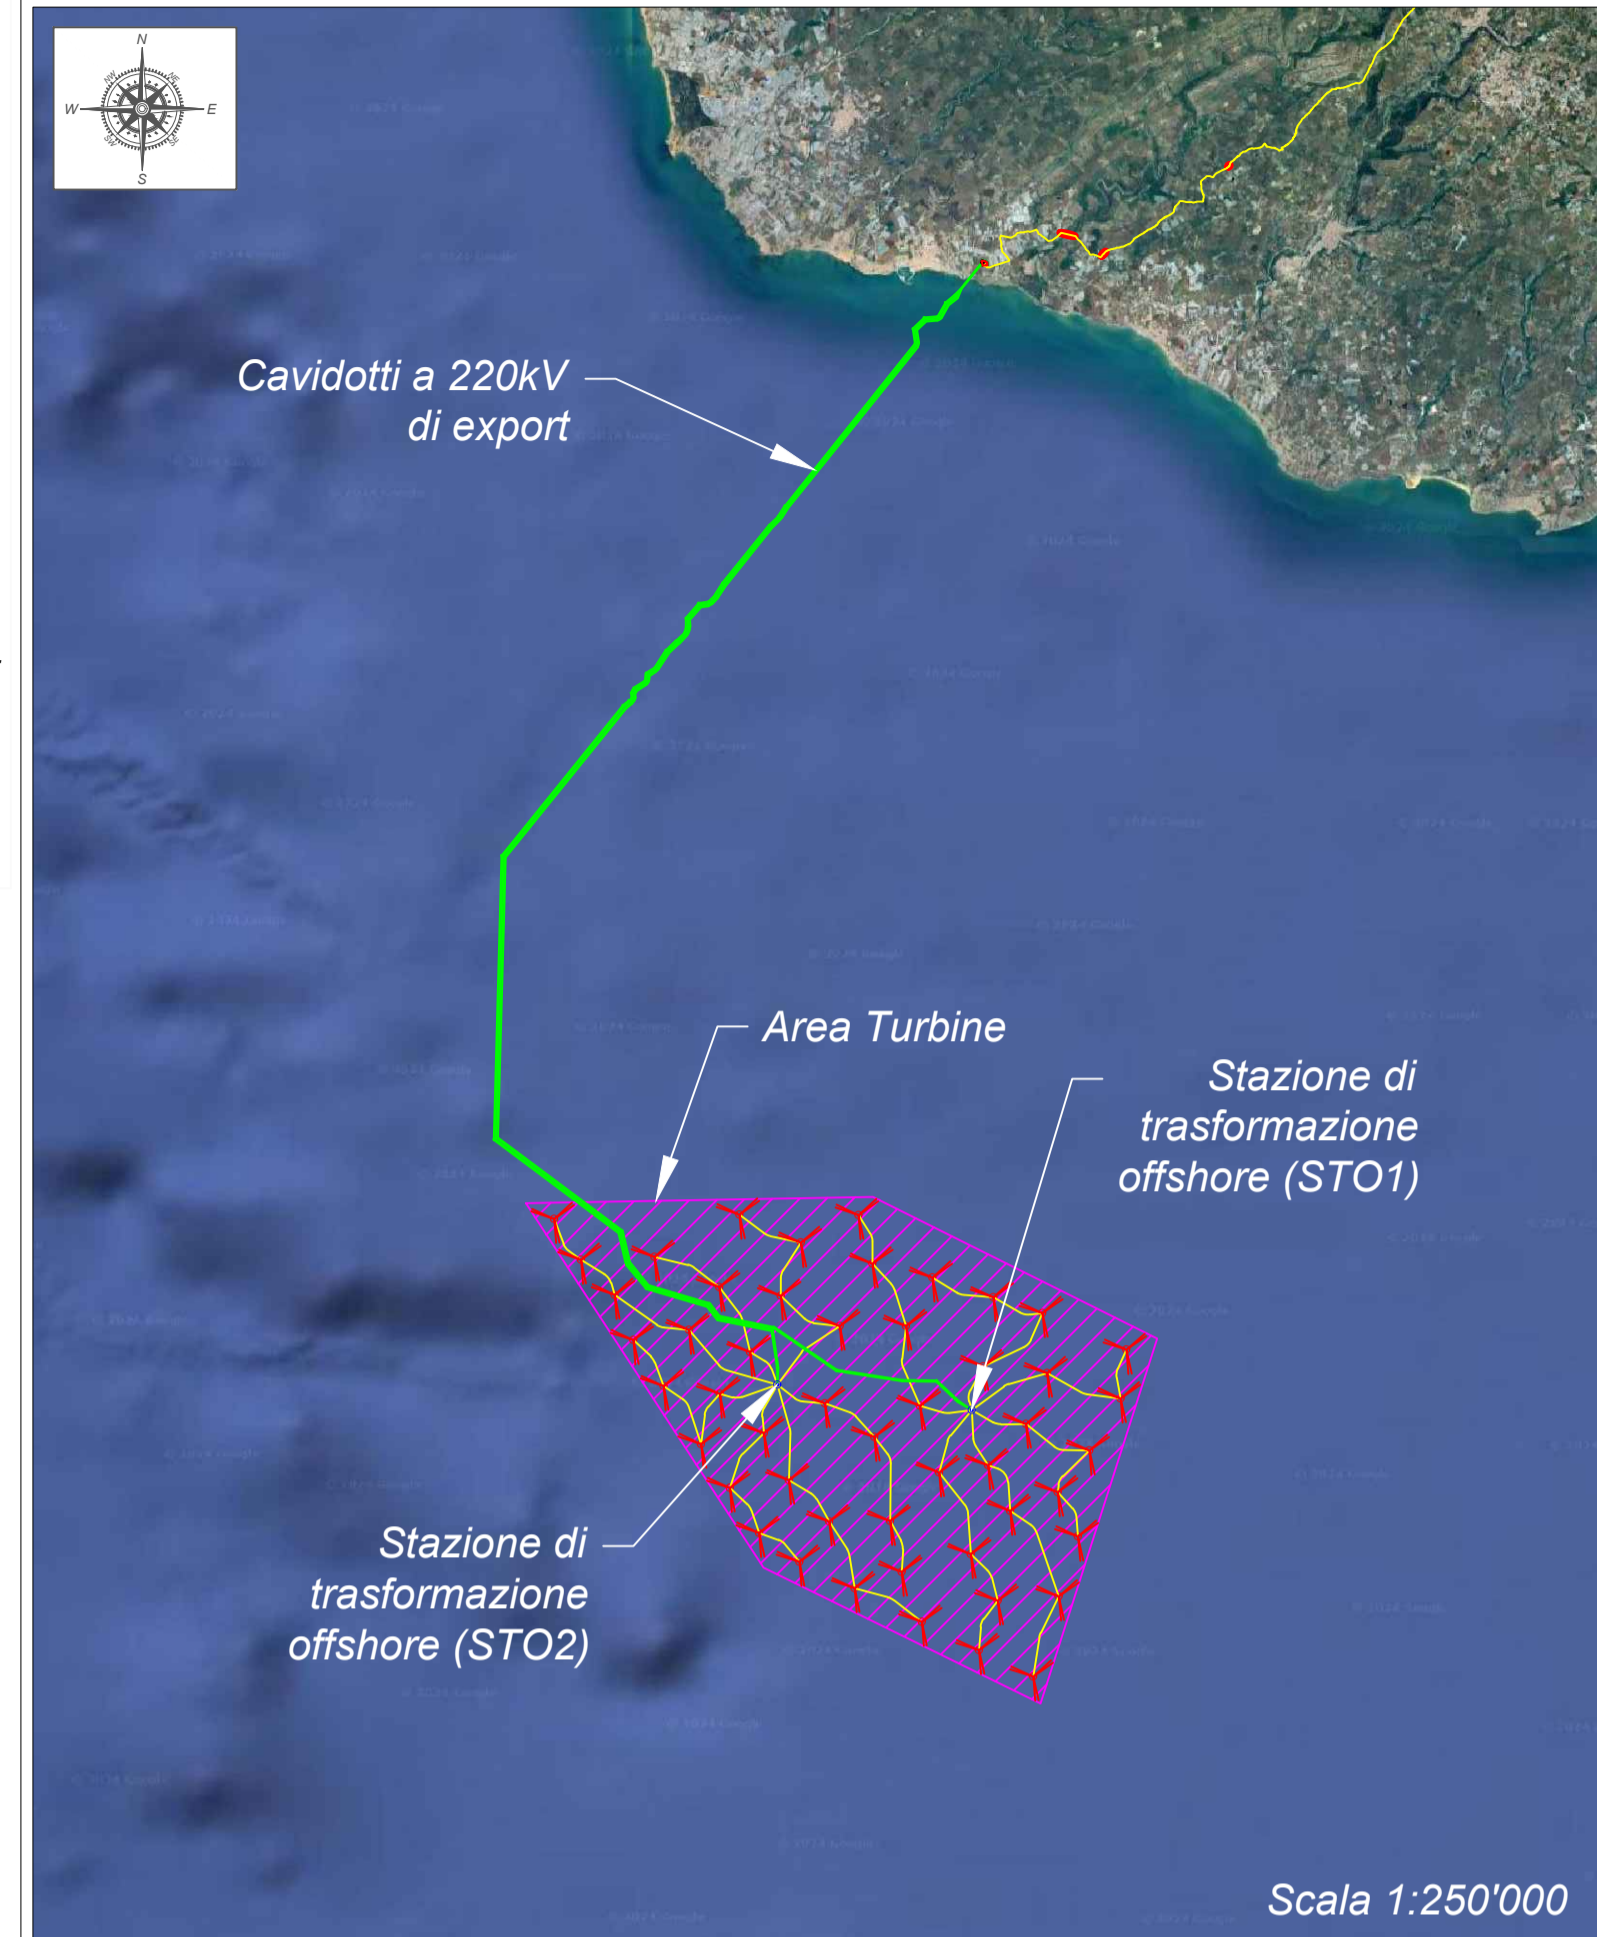 N
NW
NE
W
E
SW
SE
S
Cavidotti a 220kV
di export
Area Turbine
Stazione di
trasformazione
offshore (STO1)
Stazione di
trasformazione
offshore (STO2)
Scala 1:250'000